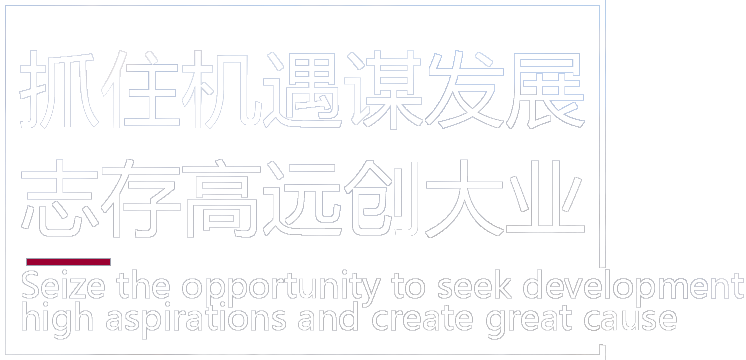 抓住机遇谋发展
志存高远创大业
Seize the opportunity to seek development
high aspirations and create great cause